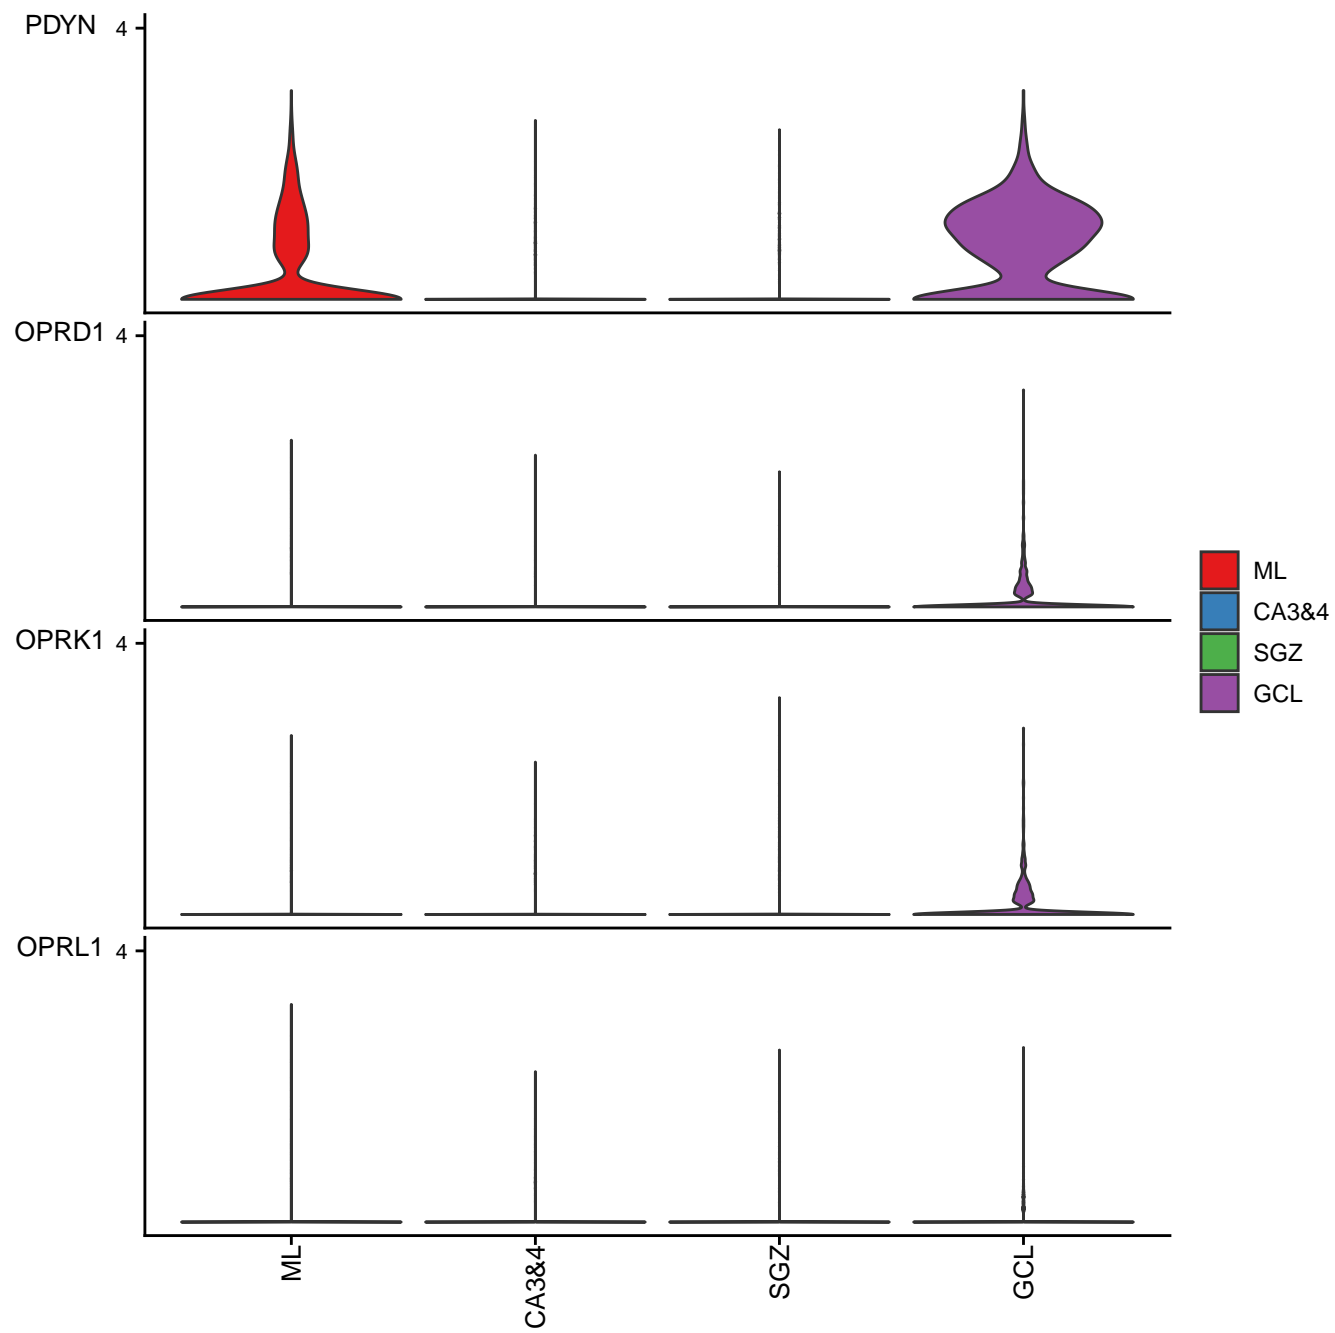 PDYN 4
OPRD1 4
OPRK1 4
OPRL1 4
ML
CA3&4
SGZ
GCL
ML
CA3&4
SGZ
GCL